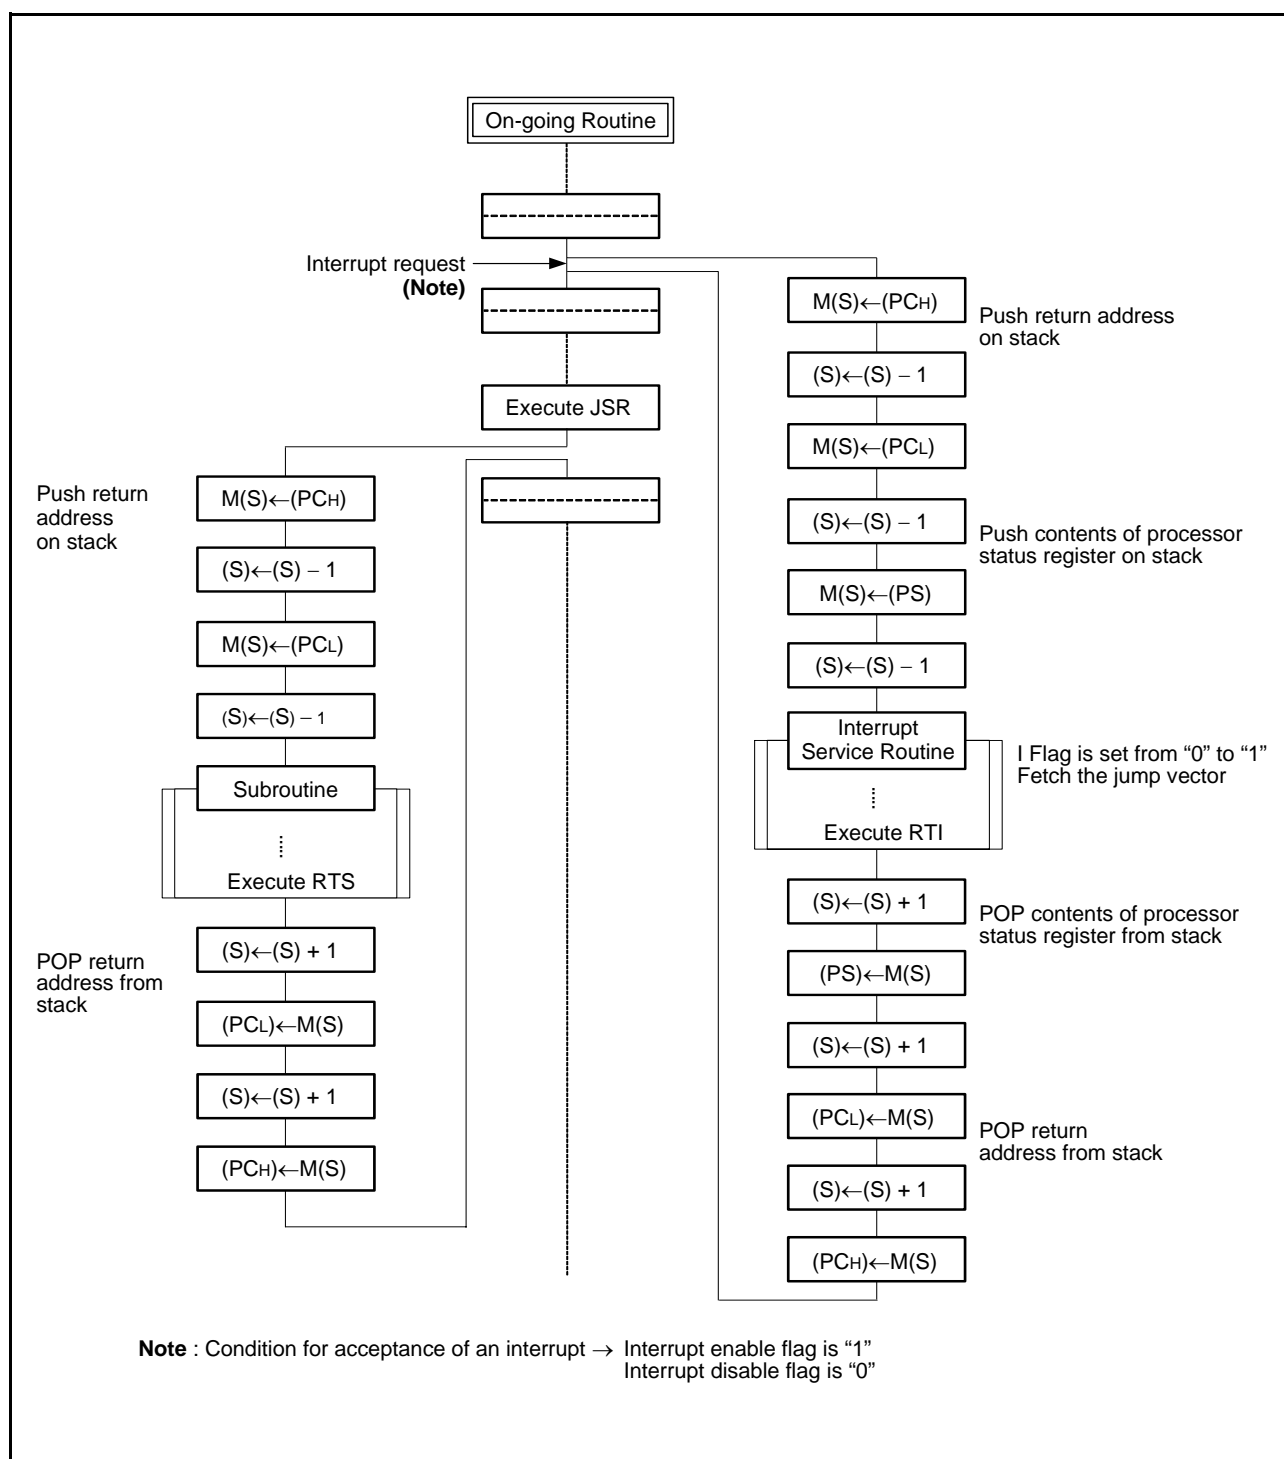 On-going Routine
Interrupt request
(Note)
Execute JSR
Push return
address
on stack
M(S)←(PCH)
(S)←(S) – 1
M(S)←(PCL)
(S)←(S) – 1
Subroutine
Execute RTS
POP return
address from
stack
(S)←(S) + 1
(PCL)←M(S)
(S)←(S) + 1
(PCH)←M(S)
M(S)←(PCH)
Push return address
on stack
(S)←(S) – 1
M(S)←(PCL)
(S)←(S) – 1
Push contents of processor
status register on stack
M(S)←(PS)
(S)←(S) – 1
Interrupt
Service Routine
I Flag is set from “0” to “1”
Fetch the jump vector
Execute RTI
(S)←(S) + 1
POP contents of processor
status register from stack
(PS)←M(S)
(S)←(S) + 1
(PCL)←M(S)
POP return
address from stack
(S)←(S) + 1
(PCH)←M(S)
Note : Condition for acceptance of an interrupt → Interrupt enable flag is “1”
Interrupt disable flag is “0”